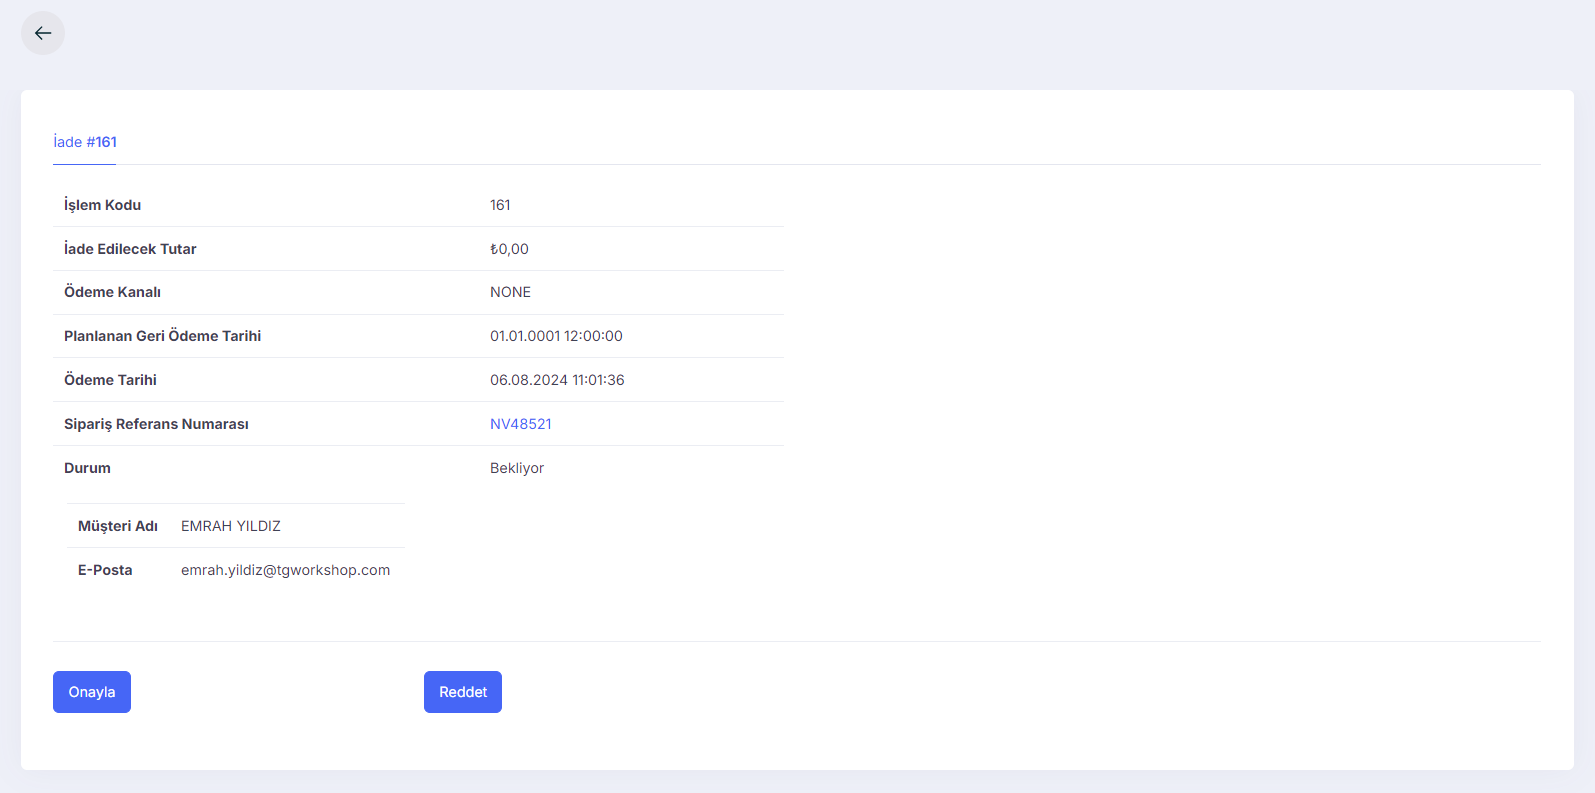 İade #161
İşlem Kodu 161
İade Edilecek Tutar ₺0,00
Ödeme Kanalı NONE
Planlanan Geri Ödeme Tarihi 01.01.0001 12:00:00
Ödeme Tarihi 06.08.2024 11:01:36
Sipariş Referans Numarası NV48521
Durum Bekliyor
Müşteri Adı EMRAH YILDIZ
E-Posta emrah.yildiz@tgworkshop.com
Onayla Reddet